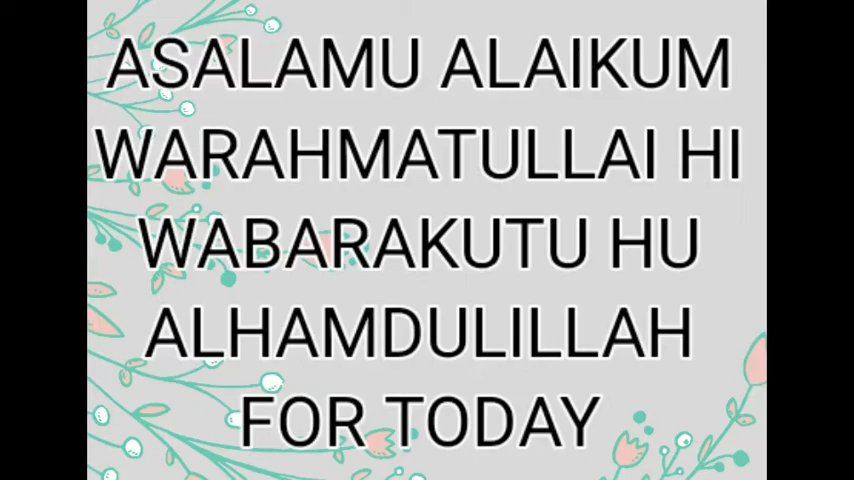 ASALAMU ALAIKUM
WARAHMATULLAI HI
WABARAKUTU HU
ALHAMDULILLAH
FOR TODAY